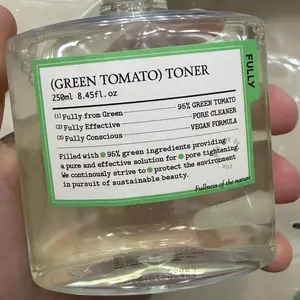 (GREEN TOMATO) TONER
250ml 8.45fl.oz
FULLY
(1) Fully from Green 95% GREEN TOMATO
(2) Fully Effective PORE CLEANER
(3) Fully Conscious VEGAN FORMULA
Filled with 95% green ingredients providing
a pure and effective solution for pore tightening.
We continously strive to protect the environment
in pursuit of sustainable beauty.
Fullness of the nature